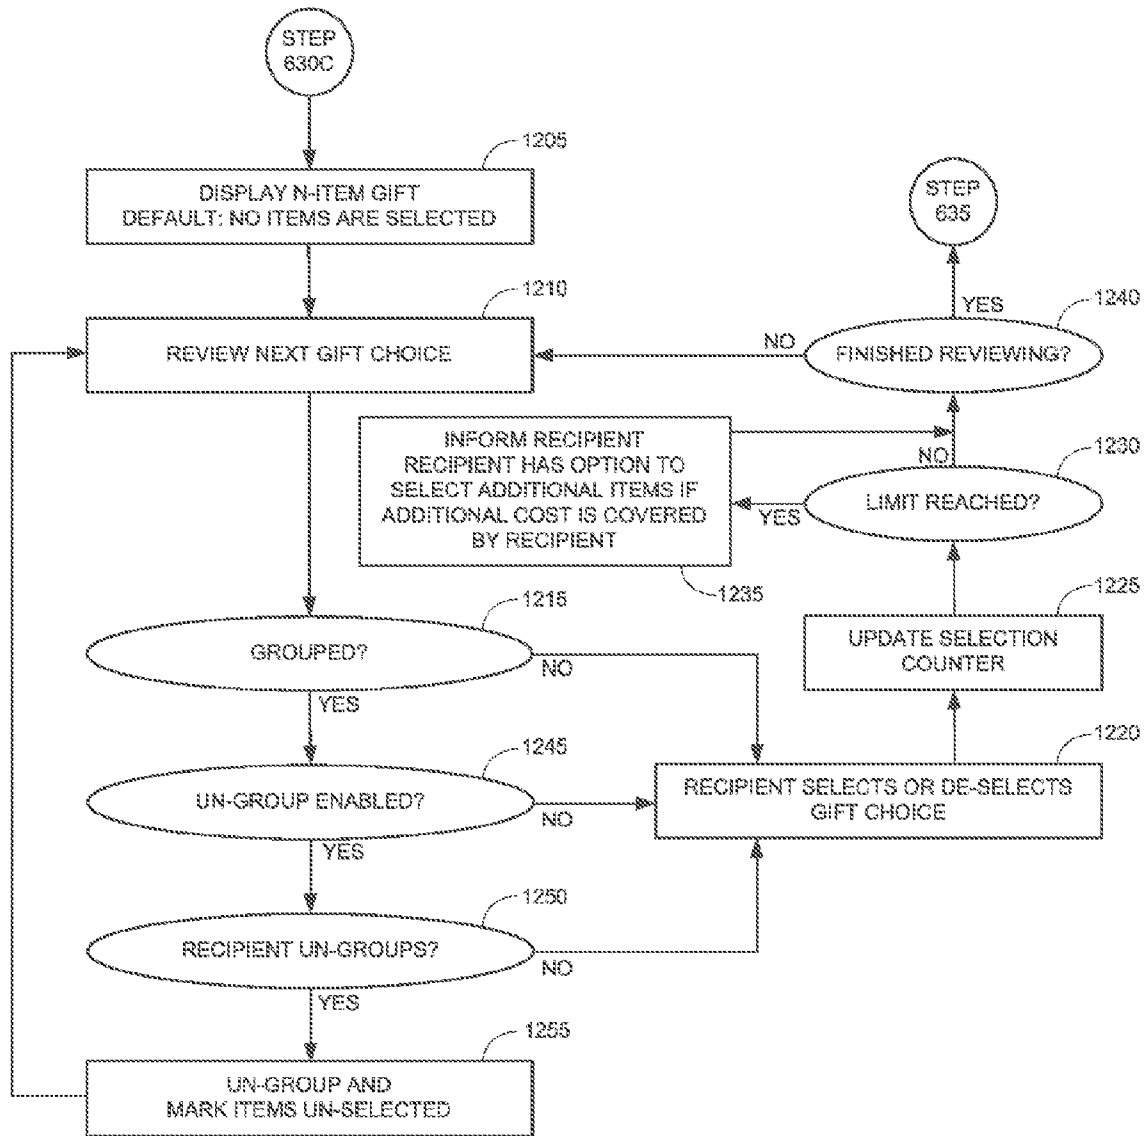 STEP
630C
1205
DISPLAY N-ITEM GIFT
DEFAULT: NO ITEMS ARE SELECTED
1210
REVIEW NEXT GIFT CHOICE
STEP
635
YES
1240
NO
FINISHED REVIEWING?
INFORM RECIPIENT
RECIPIENT HAS OPTION TO
SELECT ADDITIONAL ITEMS IF
ADDITIONAL COST IS COVERED
BY RECIPIENT
1235
NO
1230
YES
LIMIT REACHED?
1225
UPDATE SELECTION
COUNTER
1215
GROUPED?
NO
YES
1220
RECIPIENT SELECTS OR DE-SELECTS
GIFT CHOICE
1245
UN-GROUP ENABLED?
NO
YES
1250
RECIPIENT UN-GROUPS?
NO
YES
1255
UN-GROUP AND
MARK ITEMS UN-SELECTED